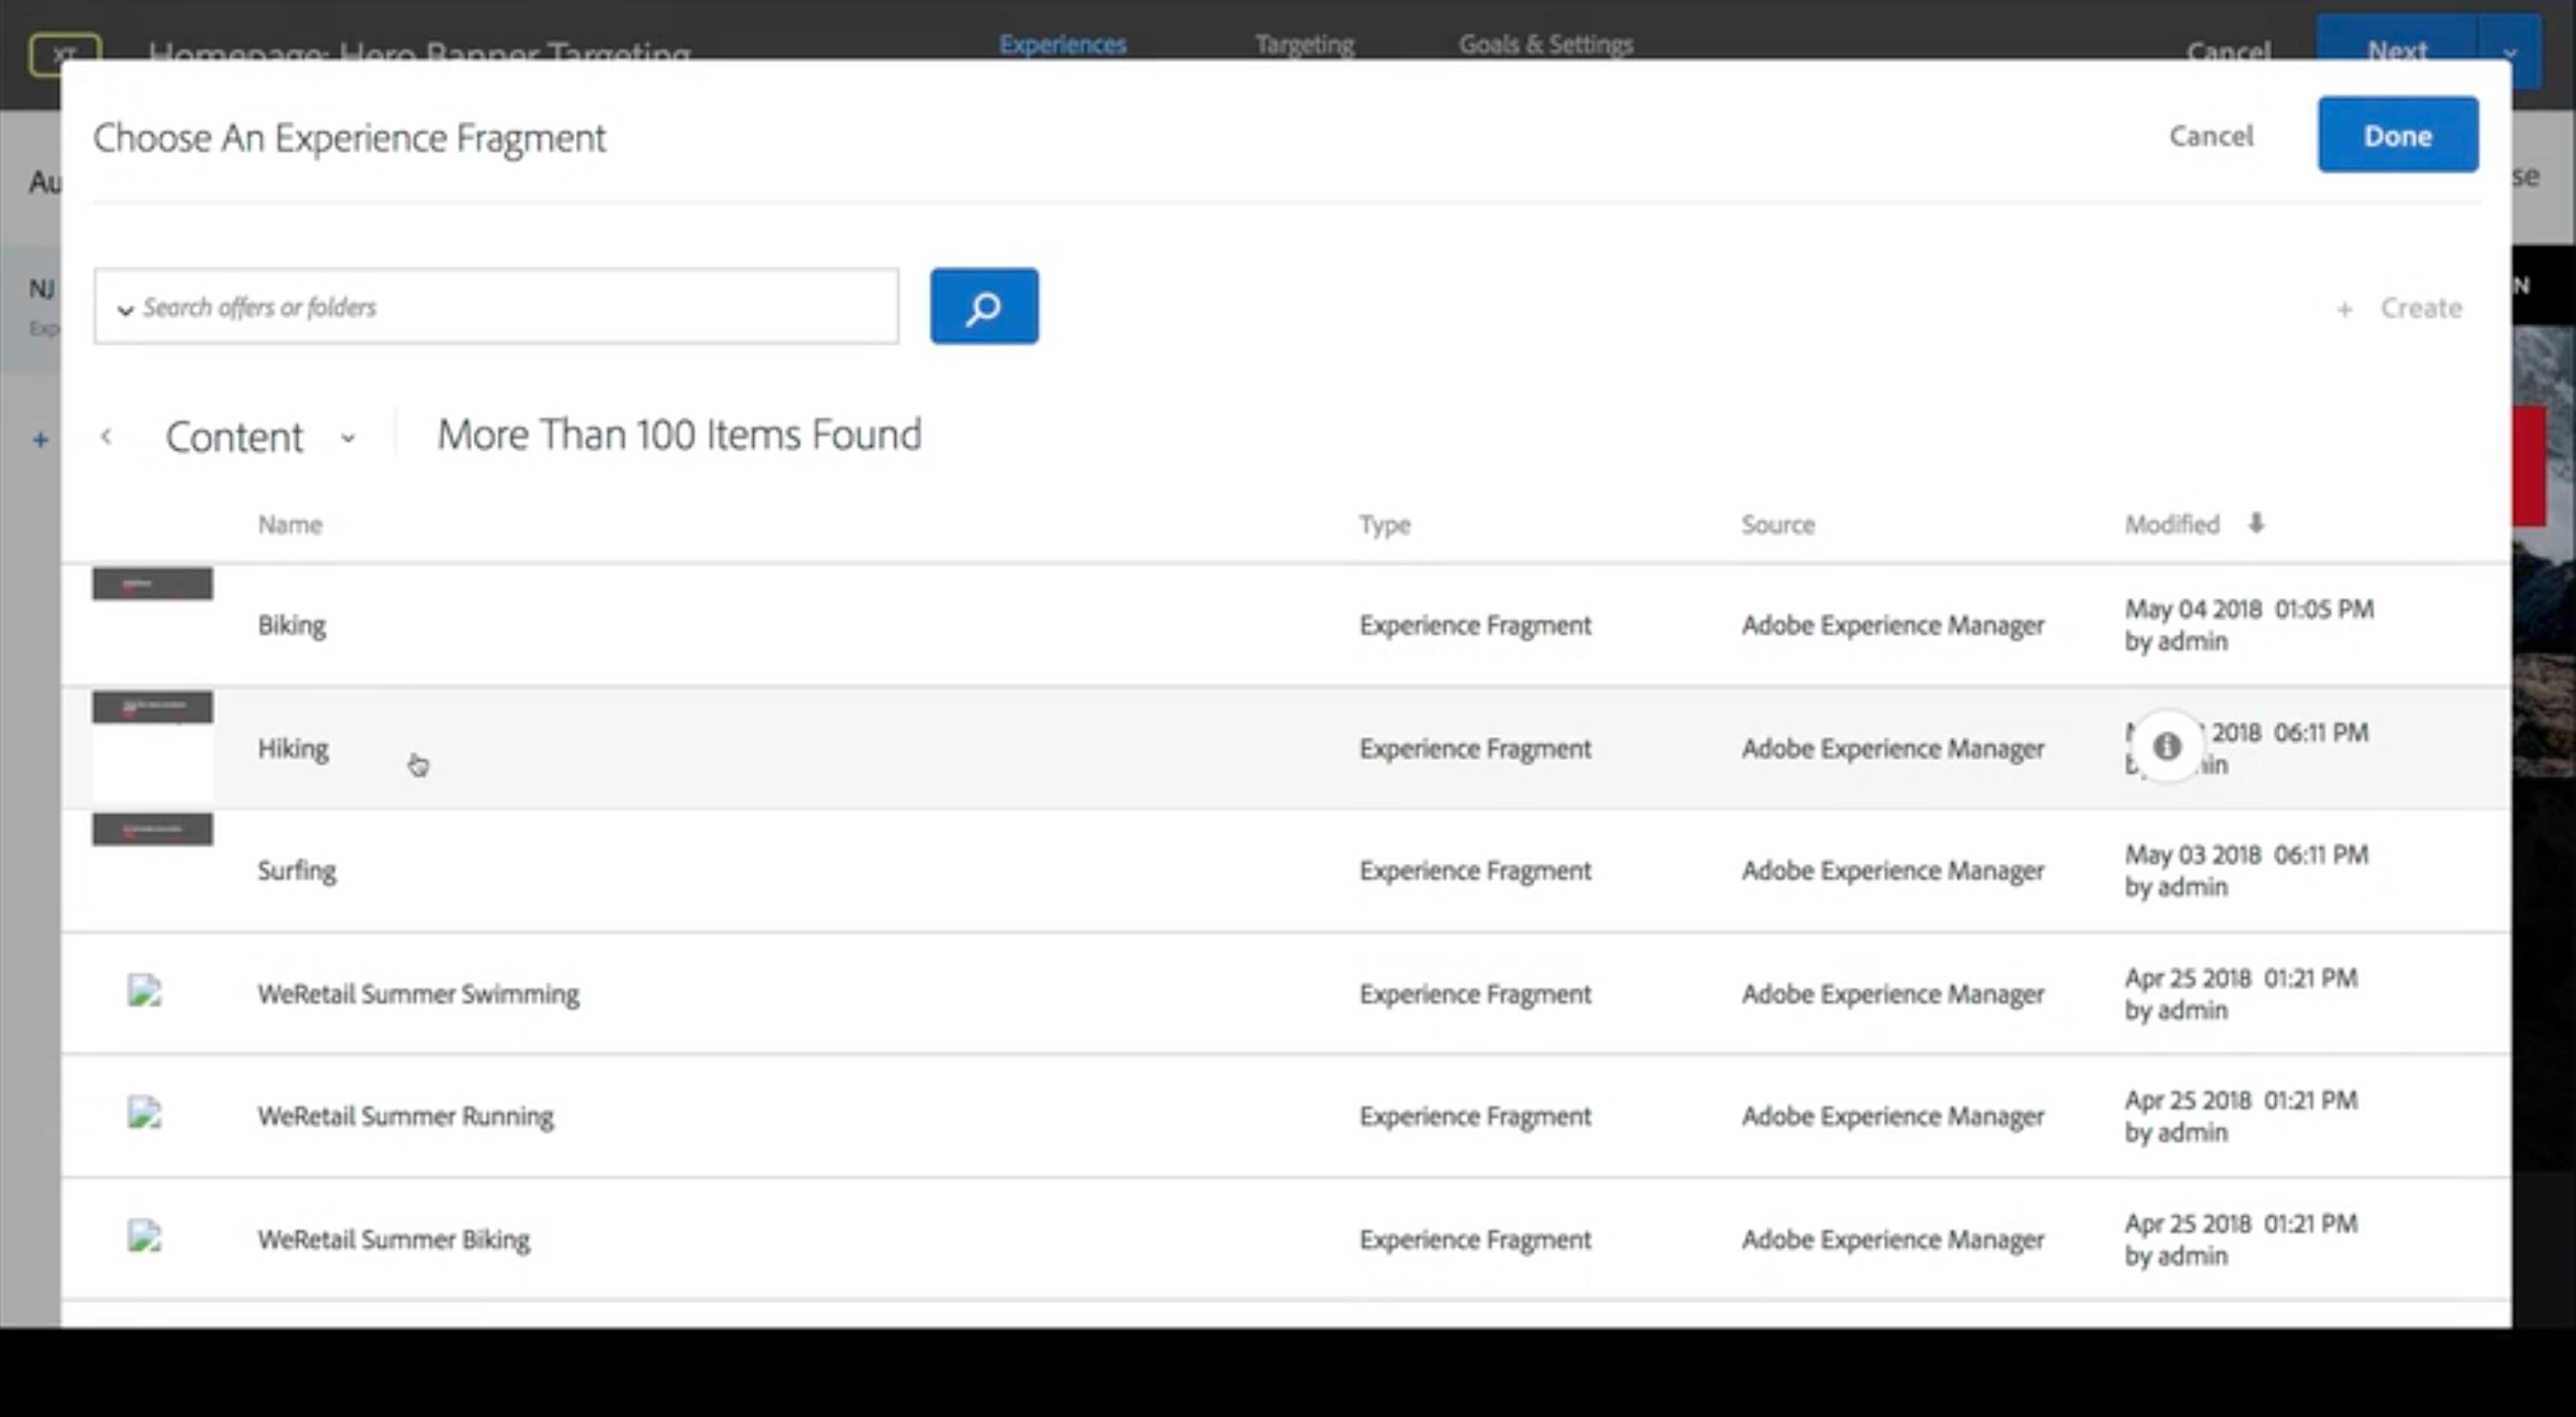 XT Homepage: Hero Banner Targeting Experiences Targeting Goals & Settings Cancel Next
Choose An Experience Fragment Cancel Done
Au se
NJ N
Search offers or folders + Create
Exp
+ < Content More Than 100 Items Found
Name Type Source Modified
Biking Experience Fragment Adobe Experience Manager May 04 2018 01:05 PM
by admin
Hiking Experience Fragment Adobe Experience Manager 2018 06:11 PM
Surfing Experience Fragment Adobe Experience Manager May 03 2018 06:11 PM
by admin
WeRetail Summer Swimming Experience Fragment Adobe Experience Manager Apr 25 2018 01:21 PM
by admin
WeRetail Summer Running Experience Fragment Adobe Experience Manager Apr 25 2018 01:21 PM
by admin
WeRetail Summer Biking Experience Fragment Adobe Experience Manager Apr 25 2018 01:21 PM
by admin